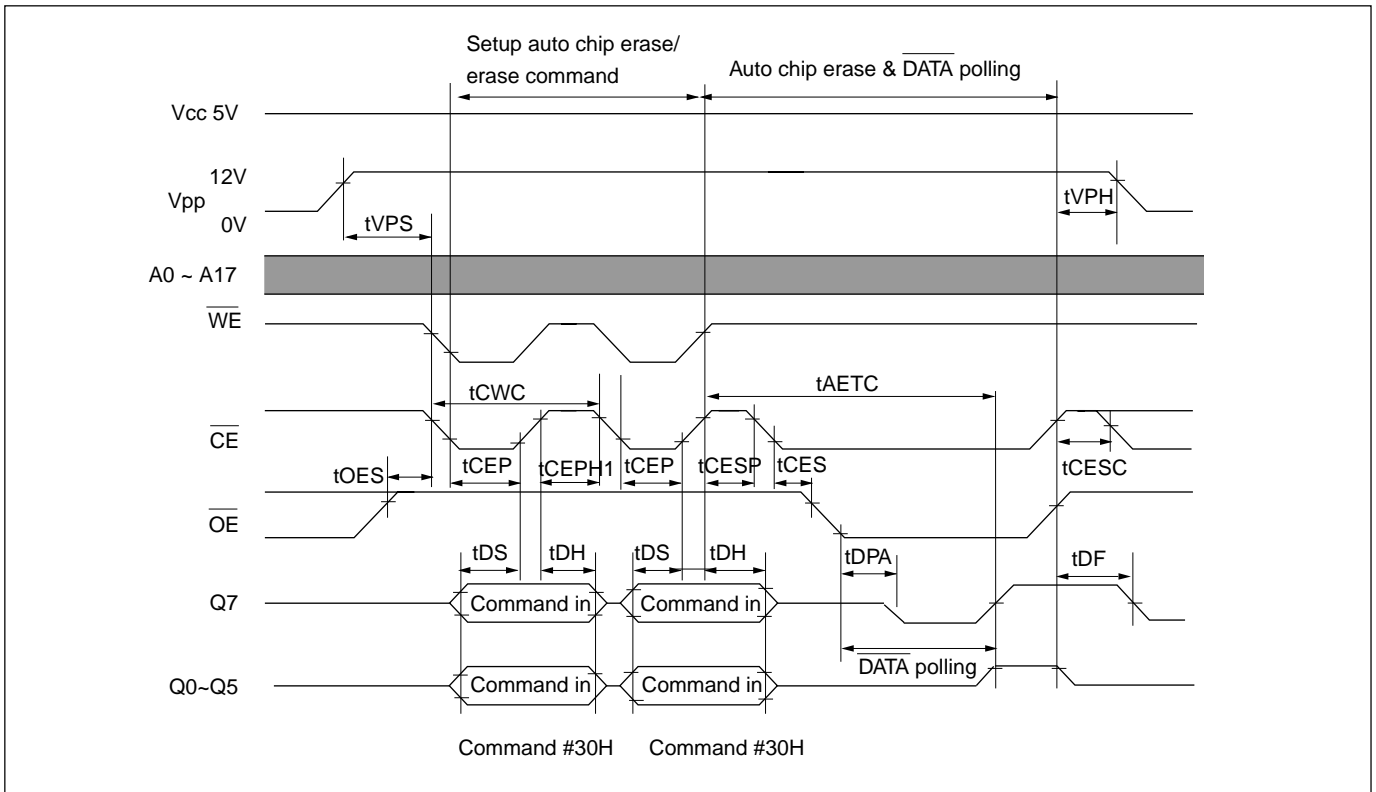 Setup auto chip erase/
erase command
Auto chip erase & DATA polling
Vcc 5V
12V
Vpp
0V
tVPS
tVPH
A0 ~ A17
WE
tCWC
tAETC
CE
tOES
tCEP
tCEPH1
tCEP
tCESP
tCES
tCESC
OE
tDS
tDH
tDS
tDH
tDPA
tDF
Q7
Command in
Command in
DATA polling
Q0~Q5
Command in
Command in
Command #30H
Command #30H